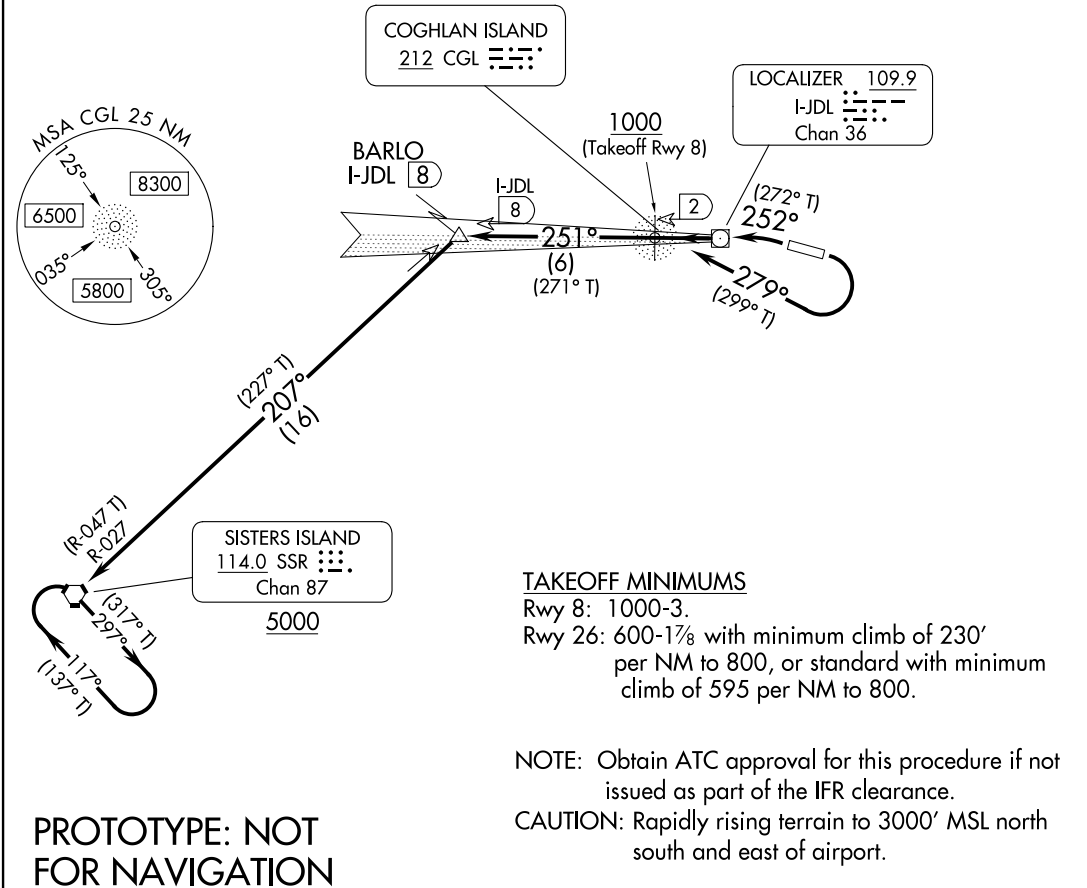 COGHLAN ISLAND
212 CGL
LOCALIZER 109.9
I-JDL
Chan 36
MSA CGL 25 NM
125°
8300
6500
035°
305°
5800
1000
(Takeoff Rwy 8)
BARLO
I-JDL 8
I-JDL
8
2
(272° T)
252°
251°
(6)
(271° T)
279°
(299° T)
(227° T)
207°
(16)
(R-047 T)
R-027
SISTERS ISLAND
114.0 SSR
Chan 87
5000
(317° T)
297°
117°
(137° T)
TAKEOFF MINIMUMS
Rwy 8: 1000-3.
Rwy 26: 600-1⅞ with minimum climb of 230'
per NM to 800, or standard with minimum
climb of 595 per NM to 800.
NOTE: Obtain ATC approval for this procedure if not
issued as part of the IFR clearance.
CAUTION: Rapidly rising terrain to 3000' MSL north
south and east of airport.
PROTOTYPE: NOT
FOR NAVIGATION